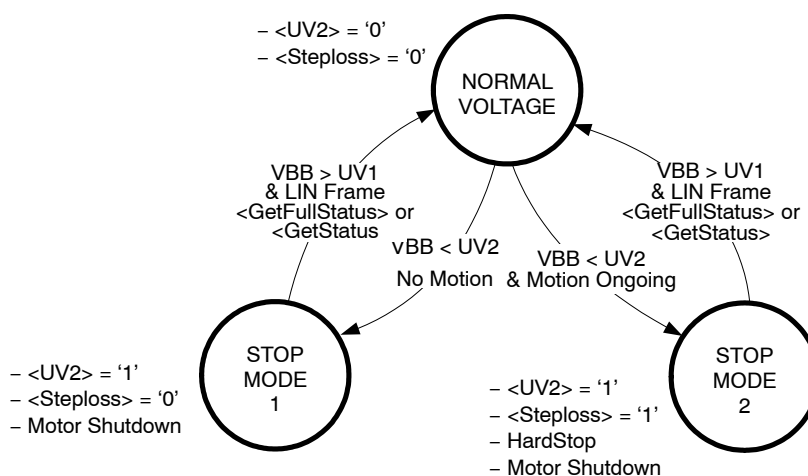 – <UV2> = ‘0’
– <Steploss> = ‘0’
NORMAL
VOLTAGE
VBB > UV1
& LIN Frame
<GetFullStatus> or
<GetStatus
VBB > UV1
& LIN Frame
<GetFullStatus> or
<GetStatus>
vBB < UV2
No Motion
VBB < UV2
& Motion Ongoing
– <UV2> = ‘1’
– <Steploss> = ‘0’
– Motor Shutdown
STOP
MODE
1
– <UV2> = ‘1’
– <Steploss> = ‘1’
– HardStop
– Motor Shutdown
STOP
MODE
2